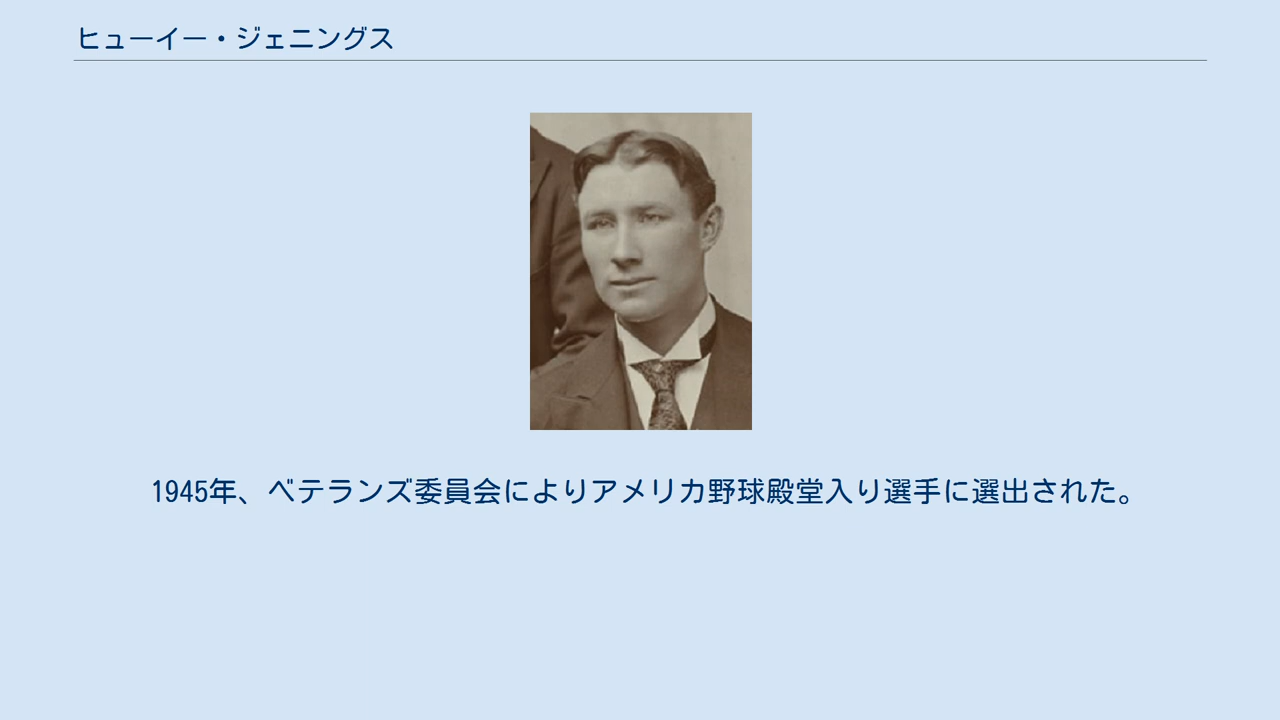 ヒューイー・ジェニングス
1945年、ベテランズ委員会によりアメリカ野球殿堂入り選手に選出された。